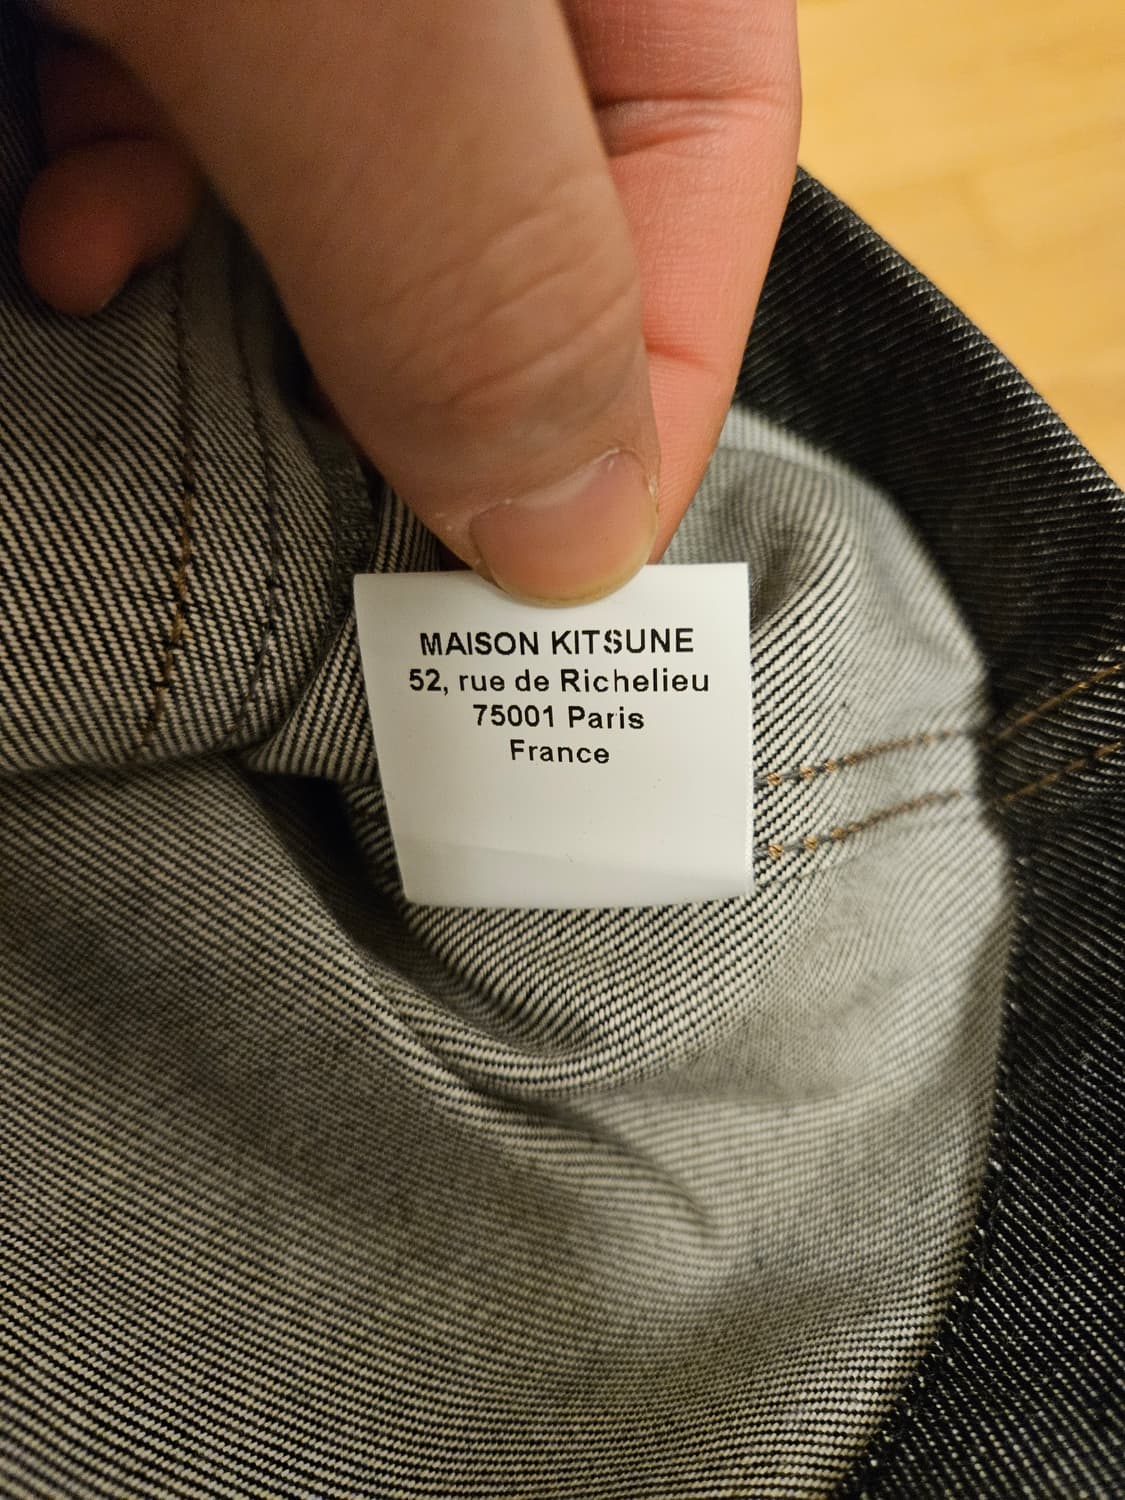 MAISON KITSUNE
52, rue de Richelieu
75001 Paris
France